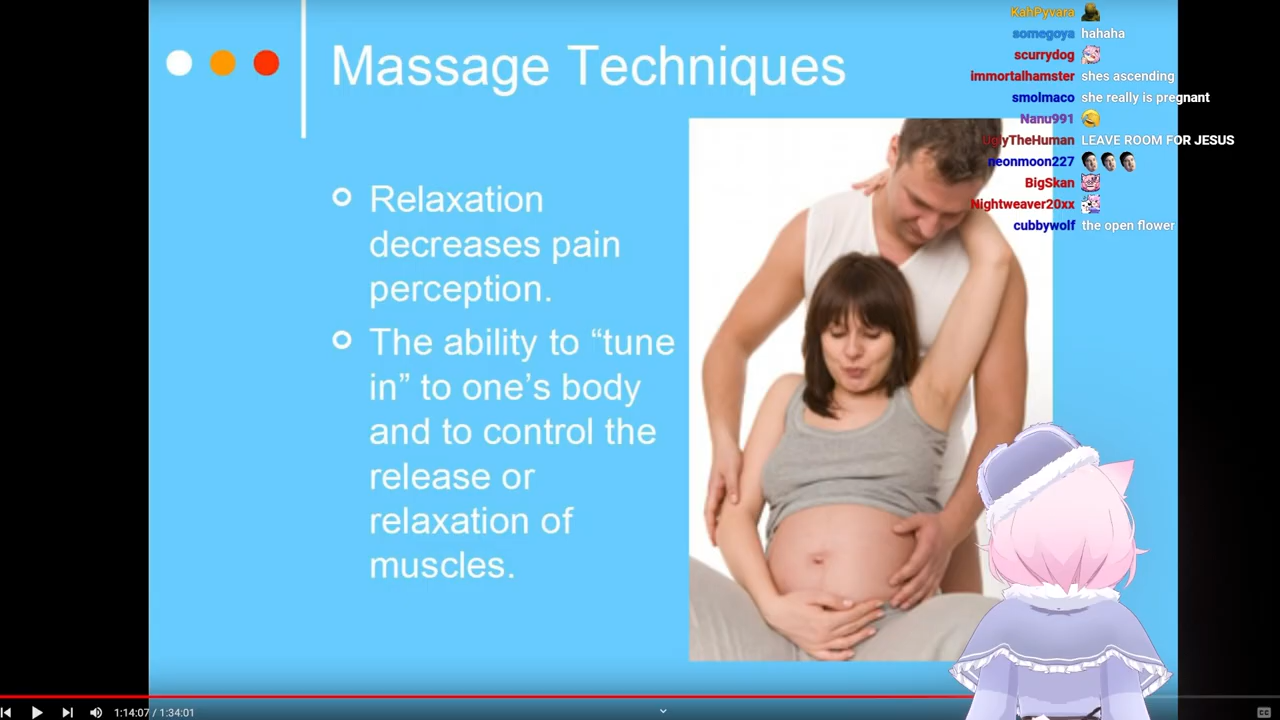 Massage Techniques
Relaxation
decreases pain
perception.
The ability to “tune
in” to one’s body
and to control the
release or
relaxation of
muscles.
KahPyvara
somegoya hahaha
scurrydog
immortalhamster shes ascending
smolmaco she really is pregnant
Nanu991
UglyTheHuman LEAVE ROOM FOR JESUS
neonmoon227
BigSkan
Nightweaver20xx
cubbywolf the open flower
1:14:07 / 1:34:01
CC